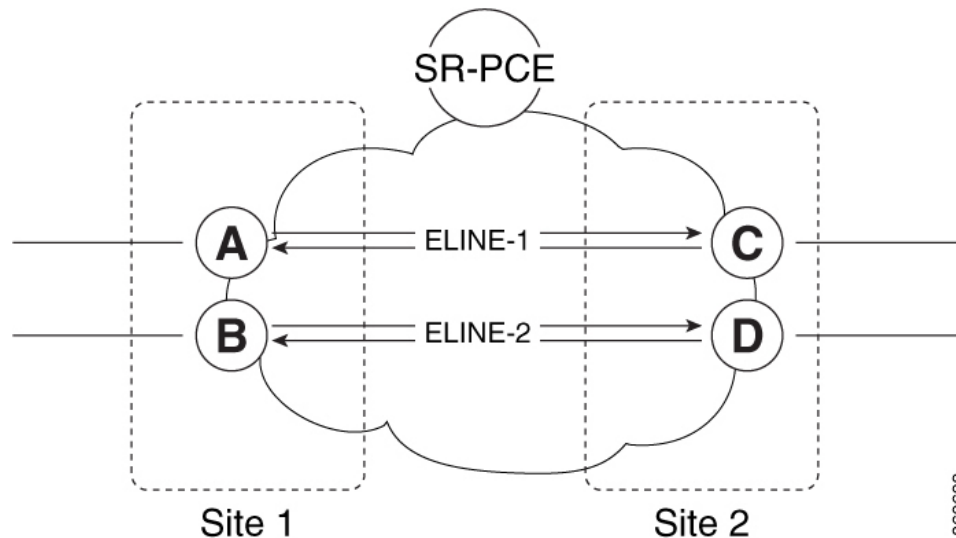 SR-PCE
A
ELINE-1
C
B
ELINE-2
D
Site 1
Site 2